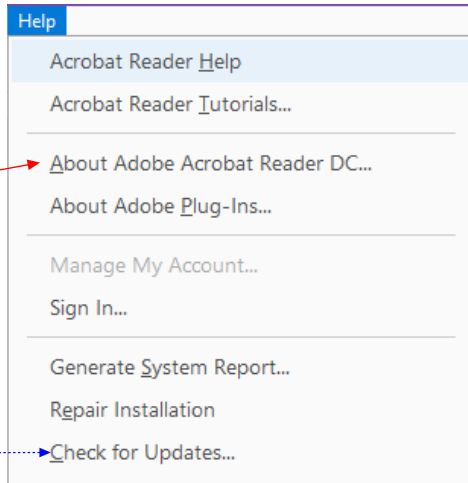 Help
Acrobat Reader Help
Acrobat Reader Tutorials...
About Adobe Acrobat Reader DC...
About Adobe Plug-Ins...
Manage My Account...
Sign In...
Generate System Report...
Repair Installation
Check for Updates...